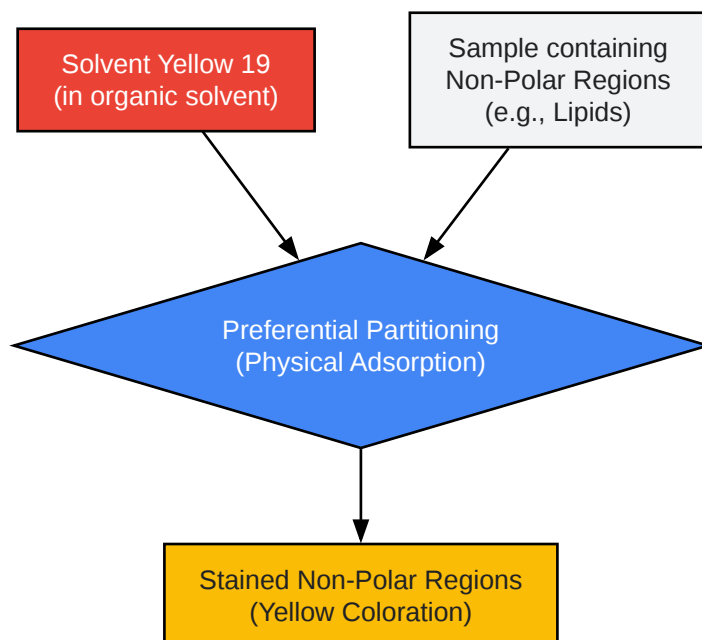 Solvent Yellow 19
(in organic solvent)
Sample containing
Non-Polar Regions
(e.g., Lipids)
Preferential Partitioning
(Physical Adsorption)
Stained Non-Polar Regions
(Yellow Coloration)